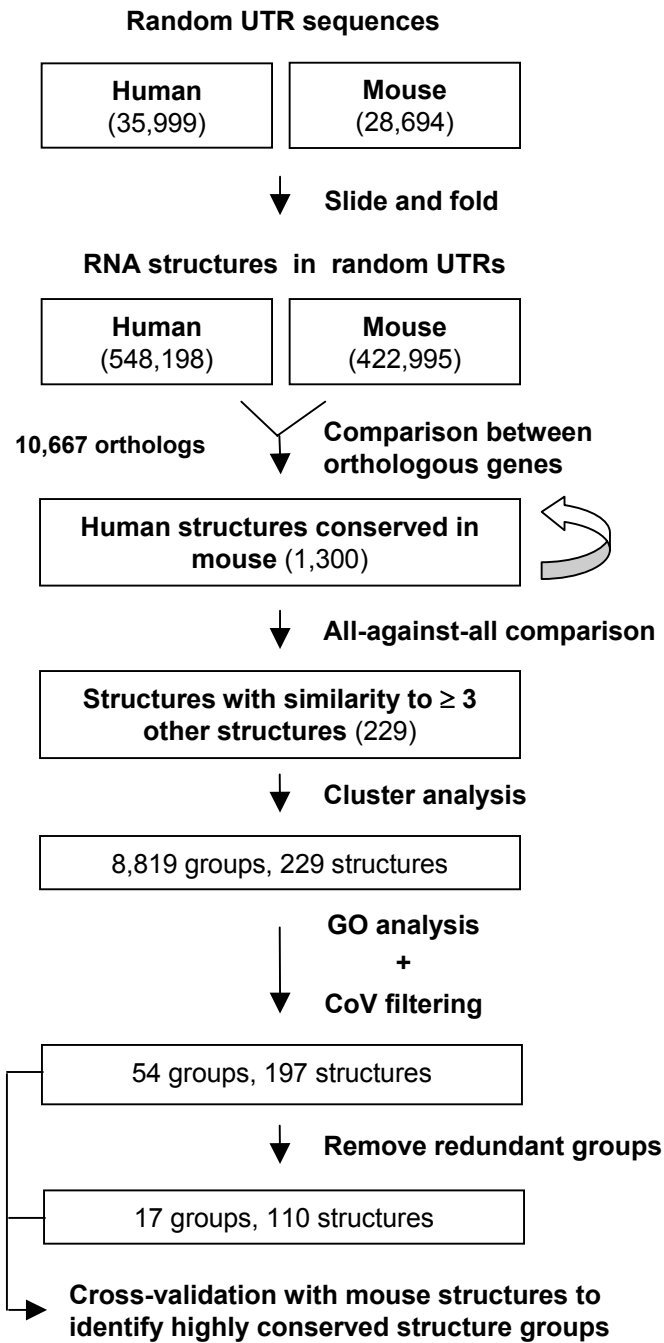 Random UTR sequences
Human
(35,999)
Mouse
(28,694)
Slide and fold
RNA structures in random UTRs
Human
(548,198)
Mouse
(422,995)
10,667 orthologs
Comparison between
orthologous genes
Human structures conserved in
mouse (1,300)
All-against-all comparison
Structures with similarity to ≥ 3
other structures (229)
Cluster analysis
8,819 groups, 229 structures
GO analysis
+
CoV filtering
54 groups, 197 structures
Remove redundant groups
17 groups, 110 structures
Cross-validation with mouse structures to
identify highly conserved structure groups